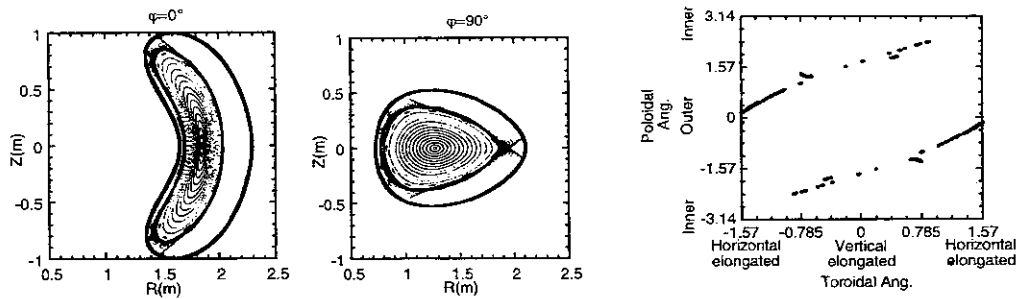 φ=0°
1
0.5
0
-0.5
-1
Z(m)
0.5 1 1.5 2 2.5
R(m)
φ=90°
1
0.5
0
-0.5
-1
Z(m)
0.5 1 1.5 2 2.5
R(m)
Poloidal
Ang.
Inner Outer Inner
3.14
1.57
0
-1.57
-3.14
-1.57 -0.785 0 0.785 1.57
Horizontal Vertical Horizontal
elongated elongated elongated
Toroidal Ang.